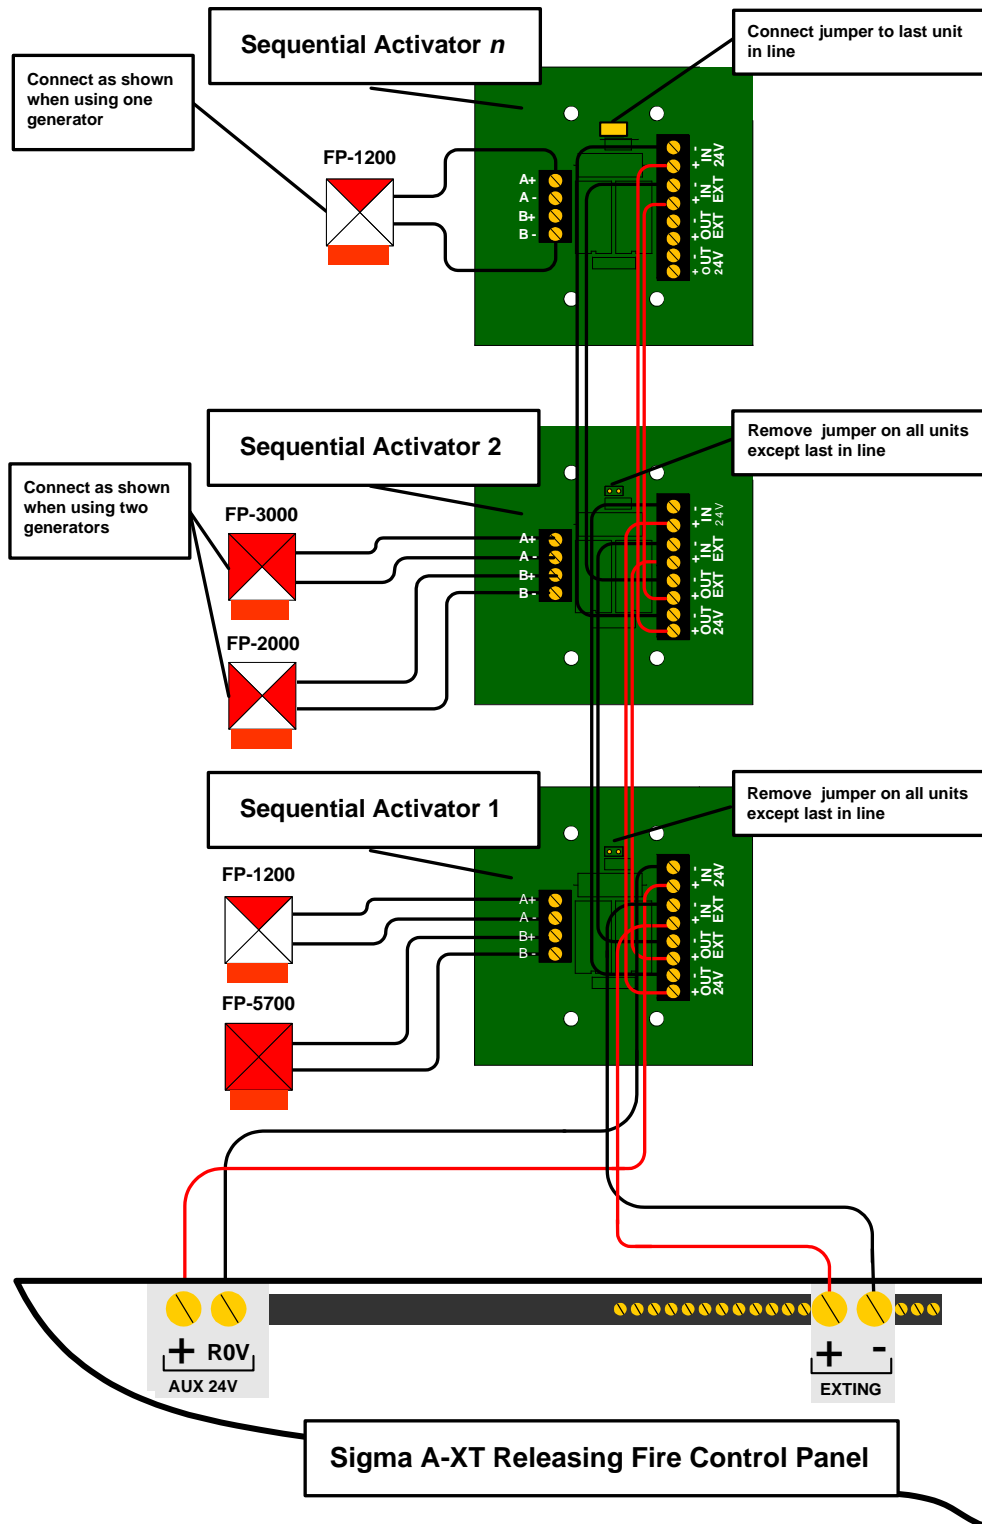 Sequential Activator n
Connect jumper to last unit
in line
Connect as shown
when using one
generator
FP-1200
A+
A -
B+
B -
- IN 24V
+
- IN EXT
+
- OUT EXT
+
- OUT 24V
+
Sequential Activator 2
Remove jumper on all units
except last in line
Connect as shown
when using two
generators
FP-3000
FP-2000
A+
A -
B+
B -
- IN 24V
+
- IN EXT
+
- OUT EXT
+
- OUT 24V
+
Sequential Activator 1
Remove jumper on all units
except last in line
FP-1200
FP-5700
A+
A -
B+
B -
- IN 24V
+
- IN EXT
+
- OUT EXT
+
- OUT 24V
+
+ R0V
AUX 24V
+ -
EXTING
Sigma A-XT Releasing Fire Control Panel